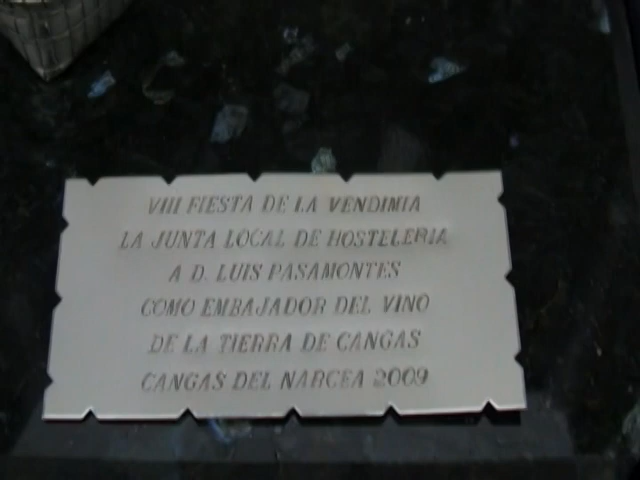 VIII FIESTA DE LA VENDIMIA
LA JUNTA LOCAL DE HOSTELERIA
A D. LUIS PASAMONTES
COMO EMBAJADOR DEL VINO
DE LA TIERRA DE CANGAS
CANGAS DEL NARCEA 2009